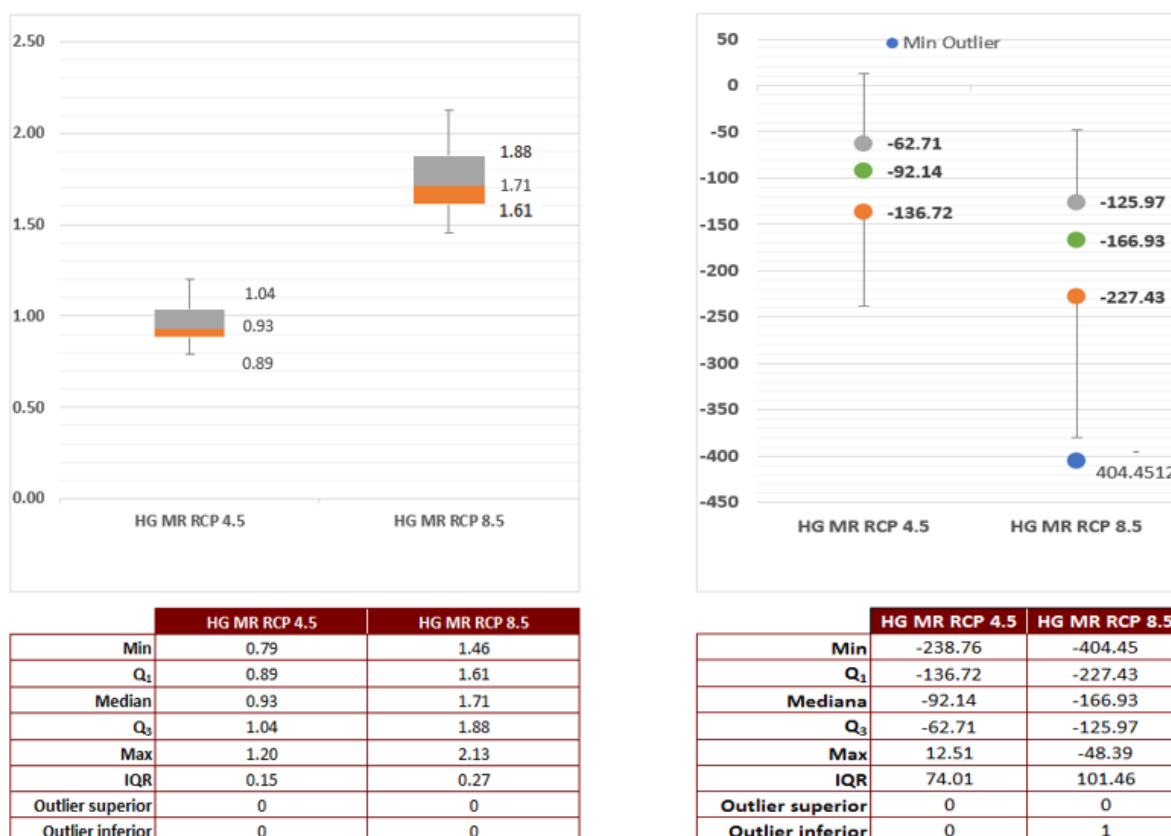 2.50
2.00
1.50
1.00
0.50
0.00
1.88
1.71
1.61
1.04
0.93
0.89
HG MR RCP 4.5 HG MR RCP 8.5
50
0
-50
-100
-150
-200
-250
-300
-350
-400
-450
Min Outlier
-62.71
-92.14
-136.72
-125.97
-166.93
-227.43
-
404.4512
HG MR RCP 4.5 HG MR RCP 8.5
HG MR RCP 4.5 HG MR RCP 8.5
Min 0.79 1.46
Q₁ 0.89 1.61
Median 0.93 1.71
Q₃ 1.04 1.88
Max 1.20 2.13
IQR 0.15 0.27
Outlier superior 0 0
Outlier inferior 0 0
HG MR RCP 4.5 HG MR RCP 8.5
Min -238.76 -404.45
Q₁ -136.72 -227.43
Mediana -92.14 -166.93
Q₃ -62.71 -125.97
Max 12.51 -48.39
IQR 74.01 101.46
Outlier superior 0 0
Outlier inferior 0 1